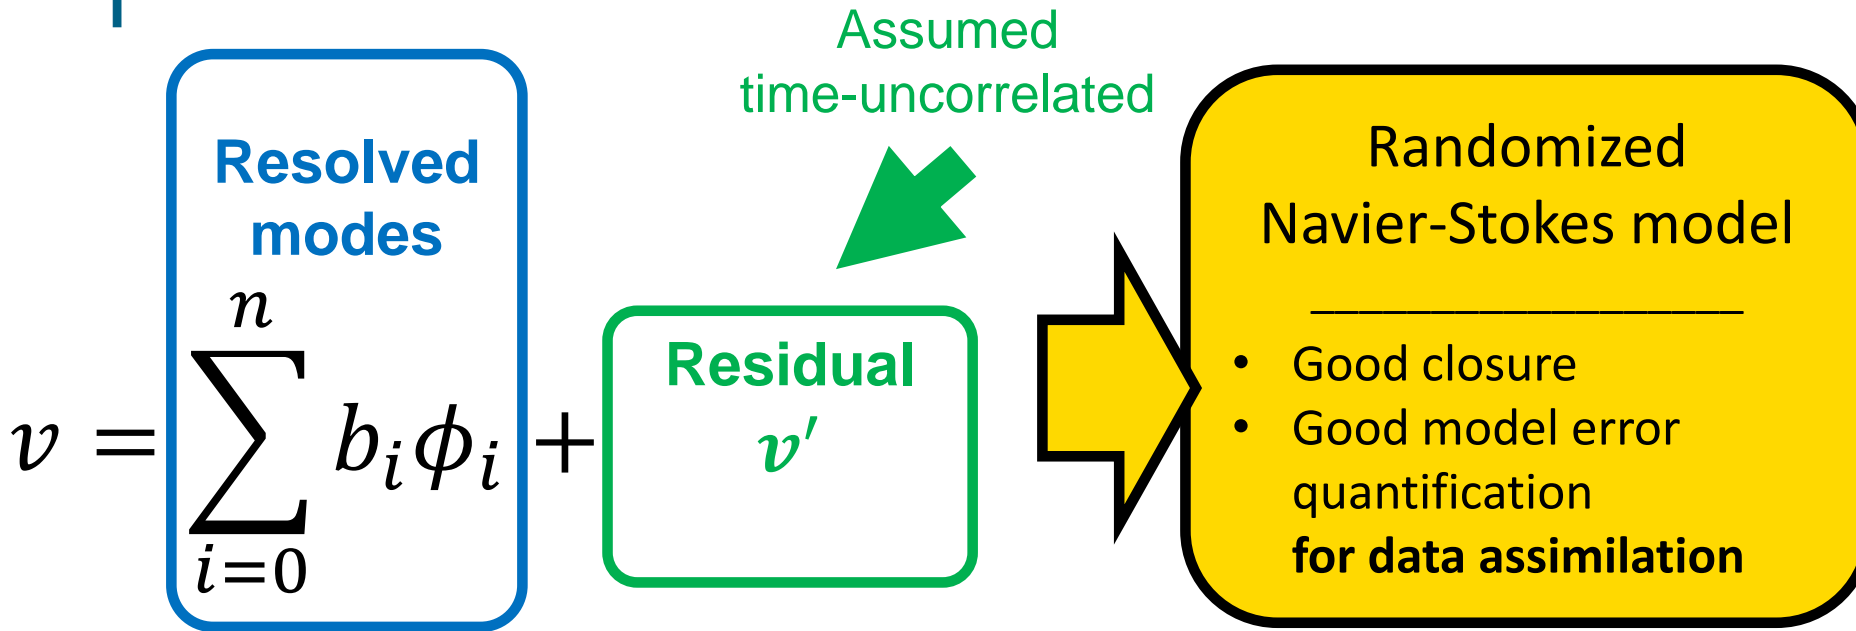 Assumed
time-uncorrelated
Resolved
modes
v = ∑_{i=0}^{n} b_i ϕ_i +
Residual
v′
Randomized
Navier-Stokes model
__________________
• Good closure
• Good model error
quantification
for data assimilation